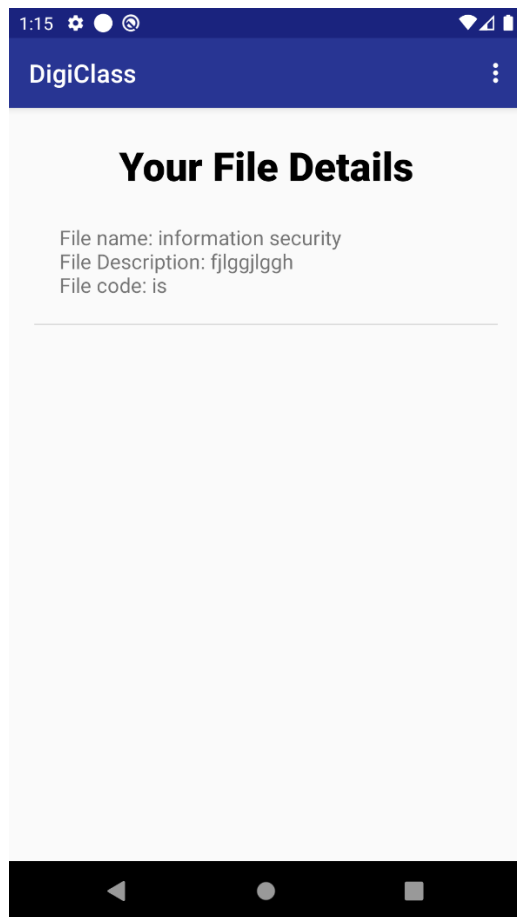 1:15
DigiClass
Your File Details
File name: information security
File Description: fjlggjlggh
File code: is